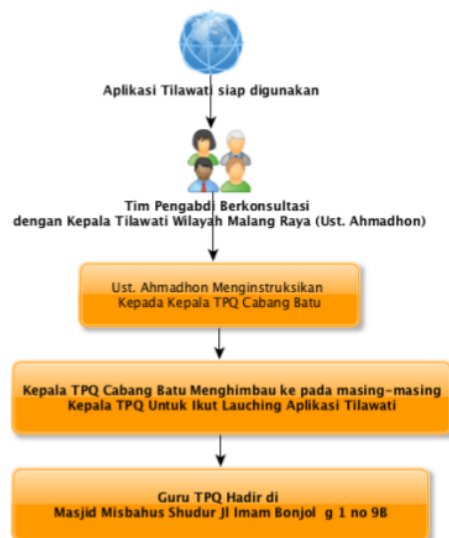 Aplikasi Tilawati siap digunakan
Tim Pengabdi Berkonsultasi
dengan Kepala Tilawati Wilayah Malang Raya (Ust. Ahmadhon)
Ust. Ahmadhon Menginstruksikan
Kepada Kepala TPQ Cabang Batu
Kepala TPQ Cabang Batu Menghimbau ke pada masing-masing
Kepala TPQ Untuk Ikut Lauching Aplikasi Tilawati
Guru TPQ Hadir di
Masjid Misbahus Shudur Jl Imam Bonjol g 1 no 9B